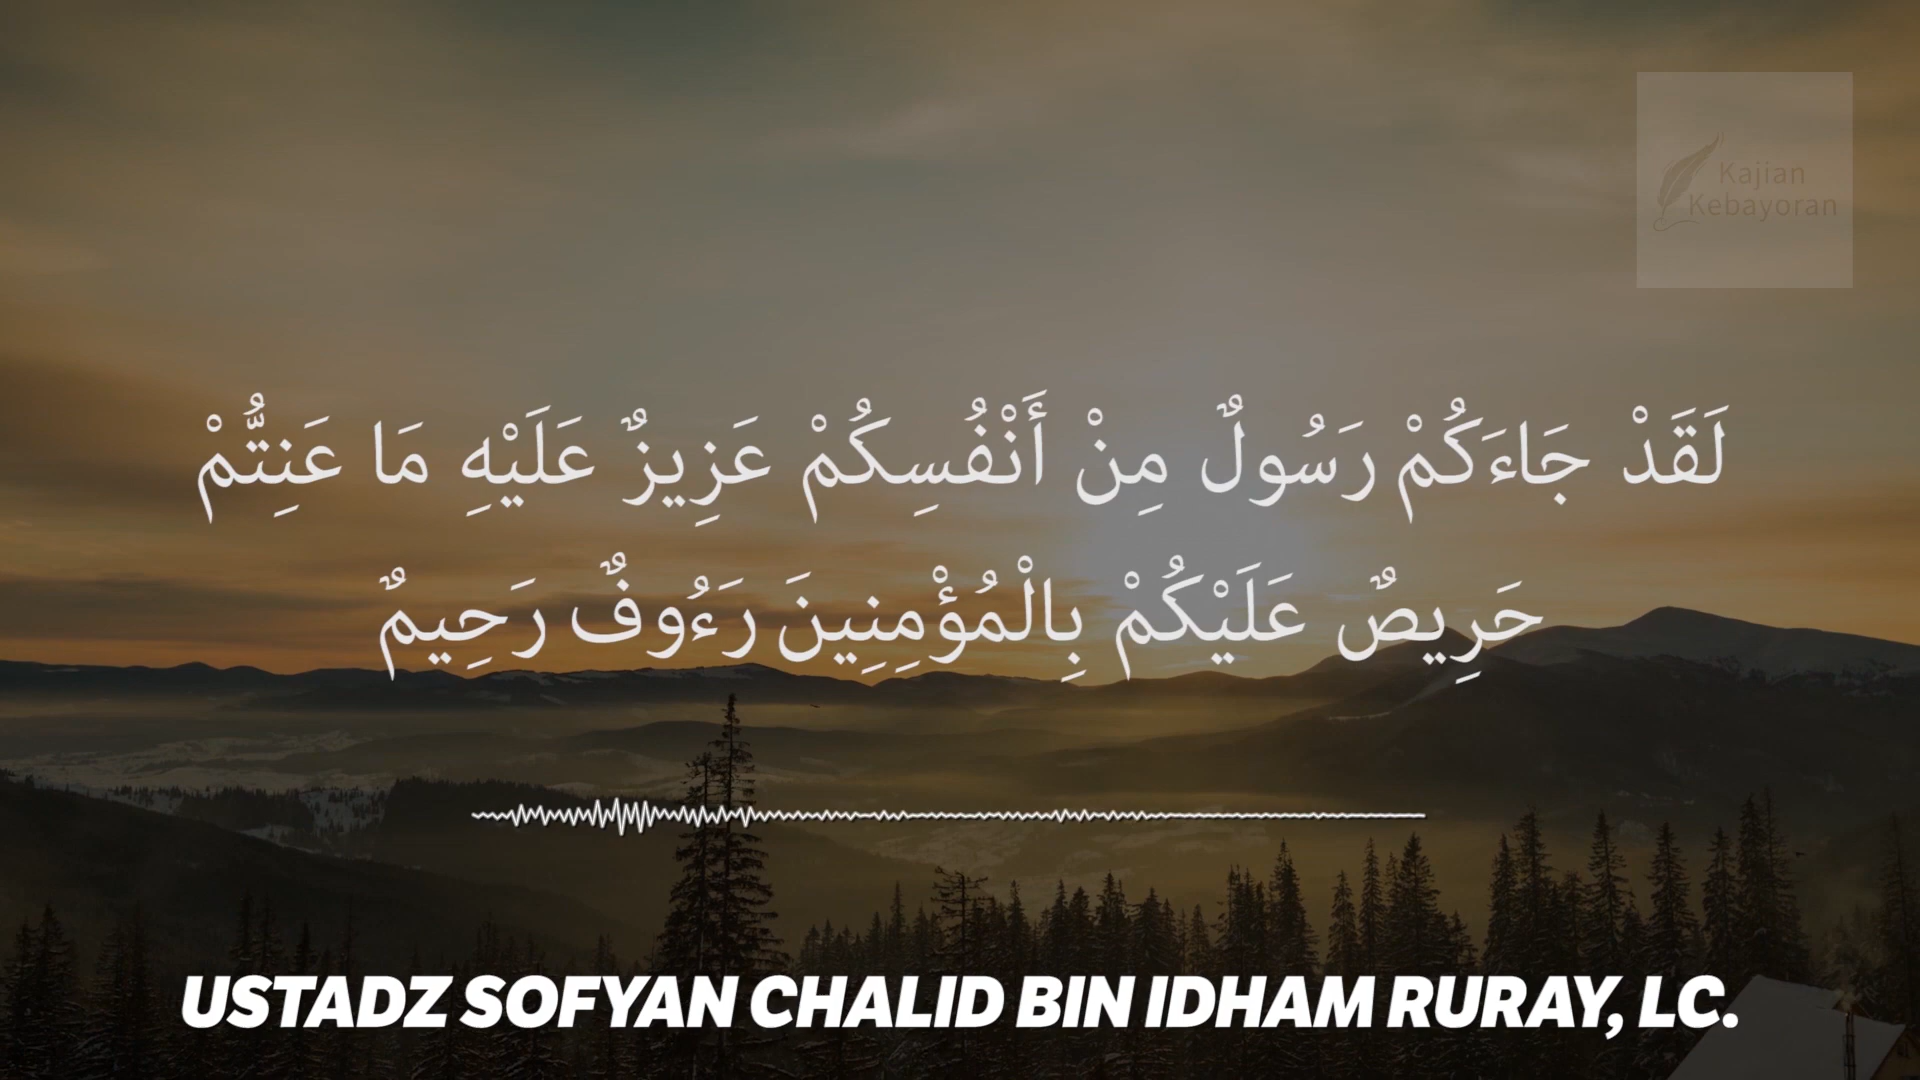 Kajian
Kebayoran
لَقَدْ جَاءَكُمْ رَسُولٌ مِنْ أَنْفُسِكُمْ عَزِيزٌ عَلَيْهِ مَا عَنِتُّمْ
حَرِيصٌ عَلَيْكُمْ بِالْمُؤْمِنِينَ رَءُوفٌ رَحِيمٌ
USTADZ SOFYAN CHALID BIN IDHAM RURAY, LC.